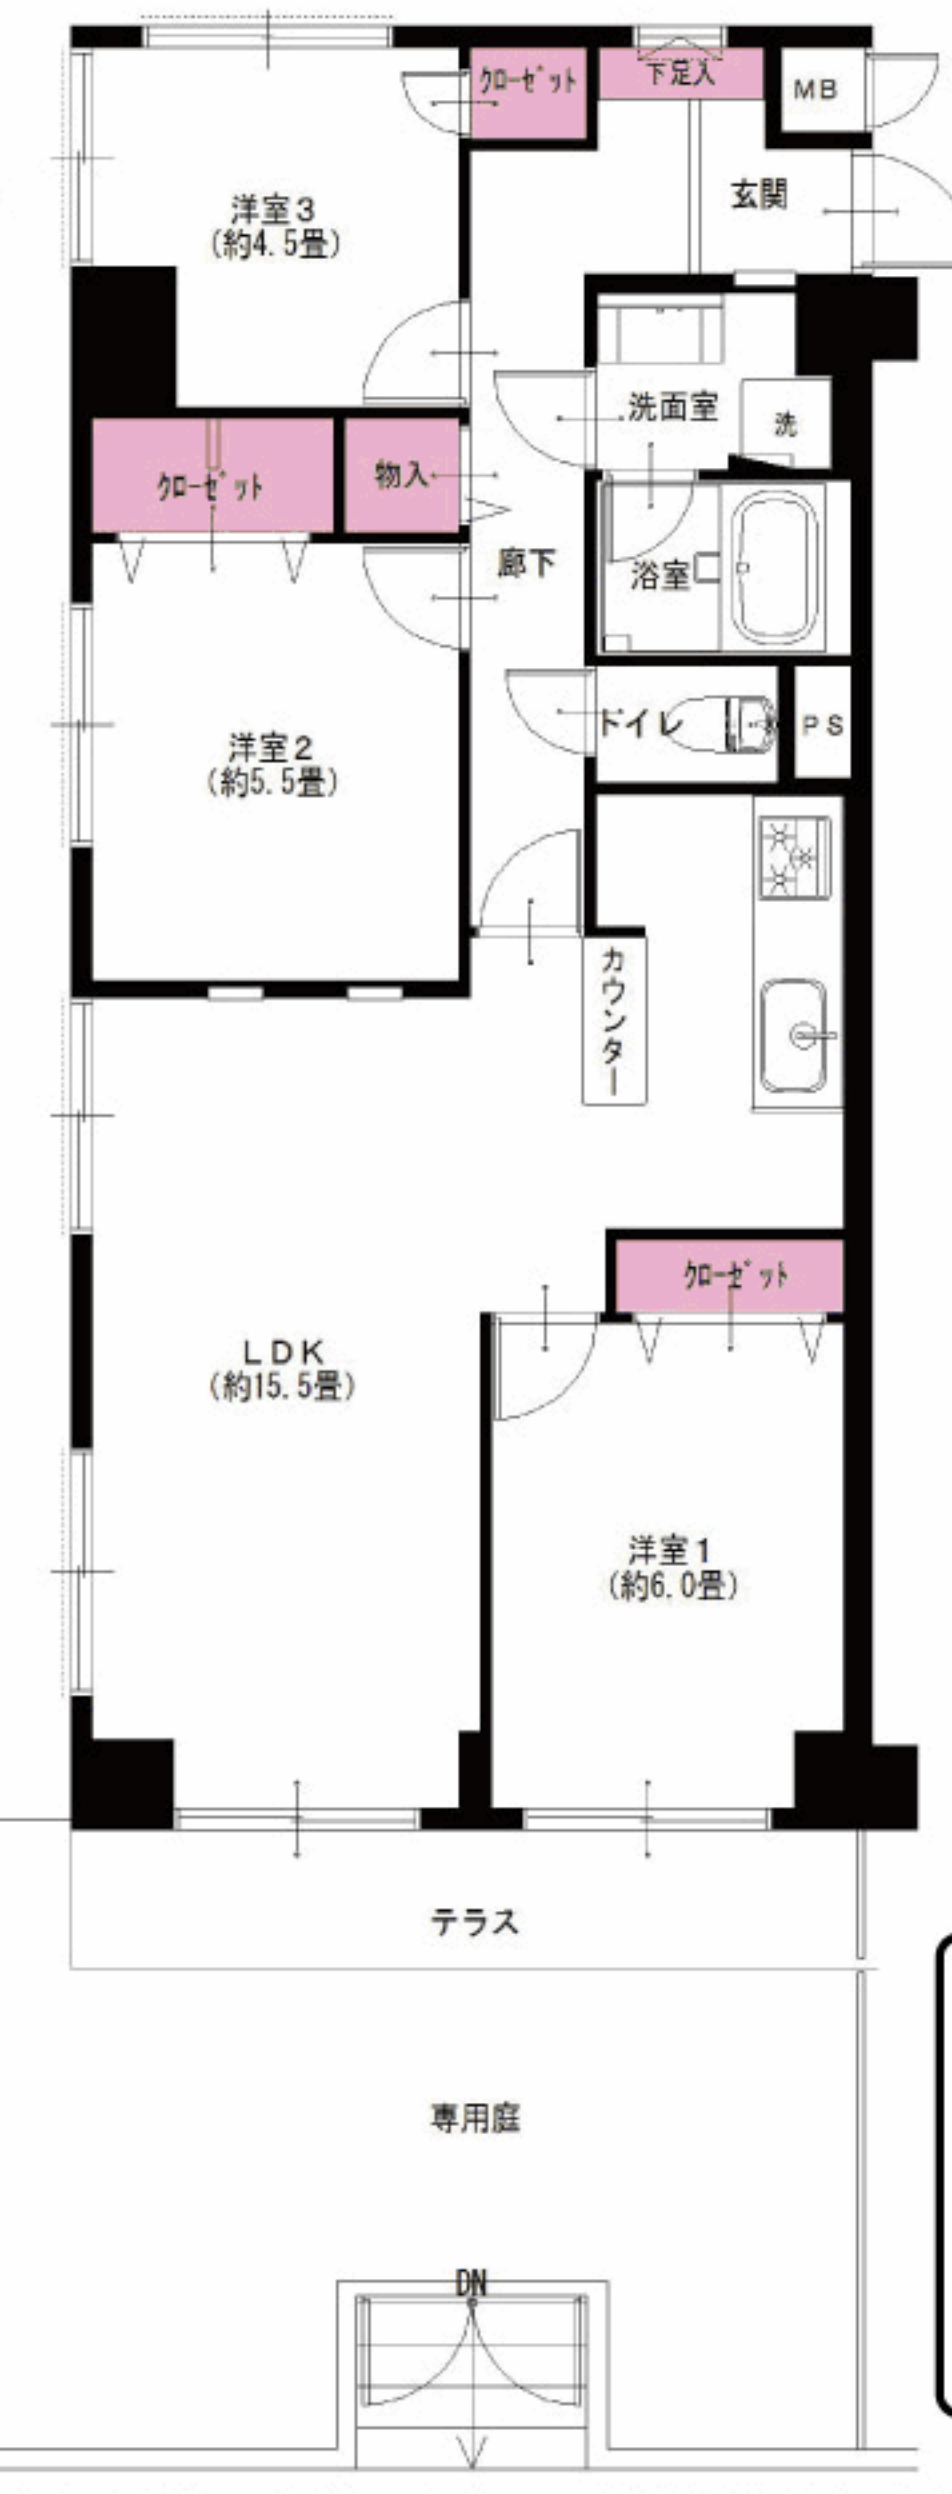 クローゼット
下足入
MB
洋室3
(約4.5畳)
玄関
洗面室
洗
クローゼット
物入
廊下
浴室
洋室2
(約5.5畳)
トイレ
PS
カウンター
クローゼット
LDK
(約15.5畳)
洋室1
(約6.0畳)
テラス
専用庭
DN